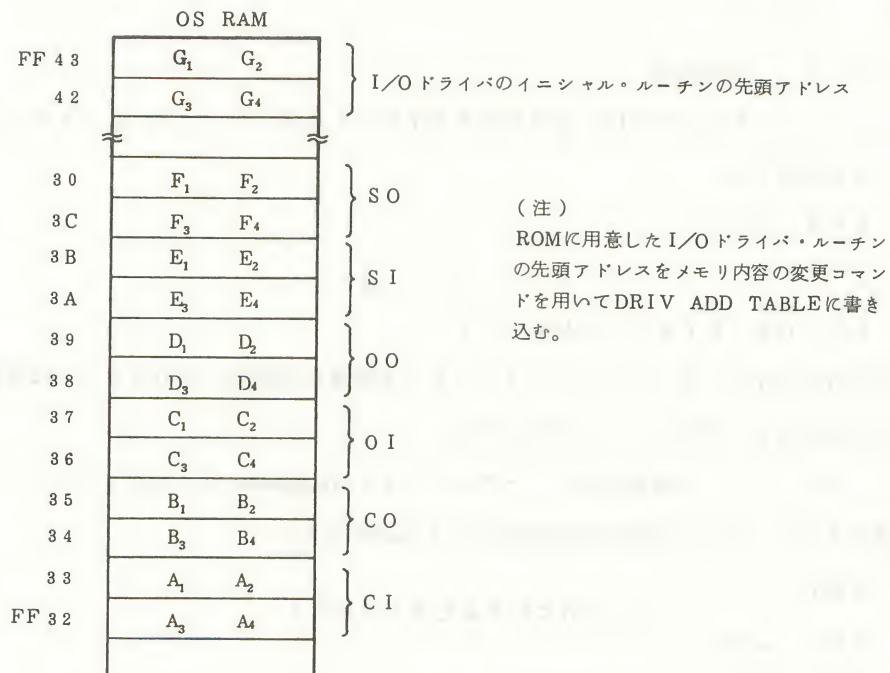 OS RAM
FF 43 G₁ G₂
I/Oドライバのイニシャル・ルーチンの先頭アドレス
42 G₃ G₄
30 F₁ F₂
SO
3C F₃ F₄
3B E₁ E₂
SI
3A E₃ E₄
39 D₁ D₂
OO
38 D₃ D₄
37 C₁ C₂
OI
36 C₃ C₄
35 B₁ B₂
CO
34 B₃ B₄
33 A₁ A₂
CI
FF 32 A₃ A₄
(注)
ROMに用意したI/Oドライバ・ルーチン
の先頭アドレスをメモリ内容の変更コマン
ドを用いてDRIV ADD TABLEに書き
込む。